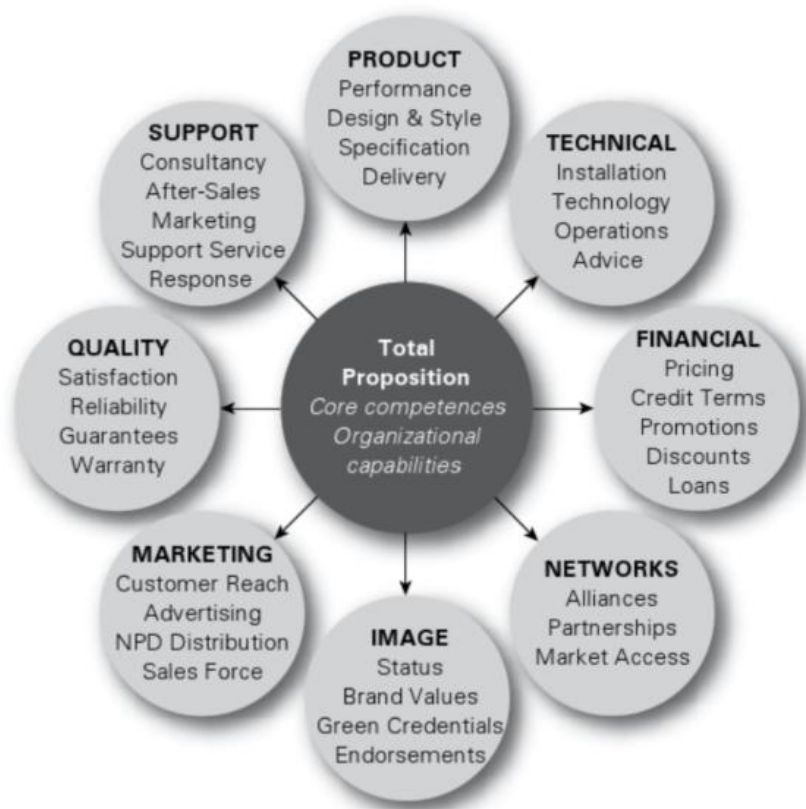 PRODUCT
Performance
Design & Style
Specification
Delivery
TECHNICAL
Installation
Technology
Operations
Advice
FINANCIAL
Pricing
Credit Terms
Promotions
Discounts
Loans
NETWORKS
Alliances
Partnerships
Market Access
IMAGE
Status
Brand Values
Green Credentials
Endorsements
MARKETING
Customer Reach
Advertising
NPD Distribution
Sales Force
QUALITY
Satisfaction
Reliability
Guarantees
Warranty
SUPPORT
Consultancy
After-Sales
Marketing
Support Service
Response
Total
Proposition
Core competences
Organizational
capabilities